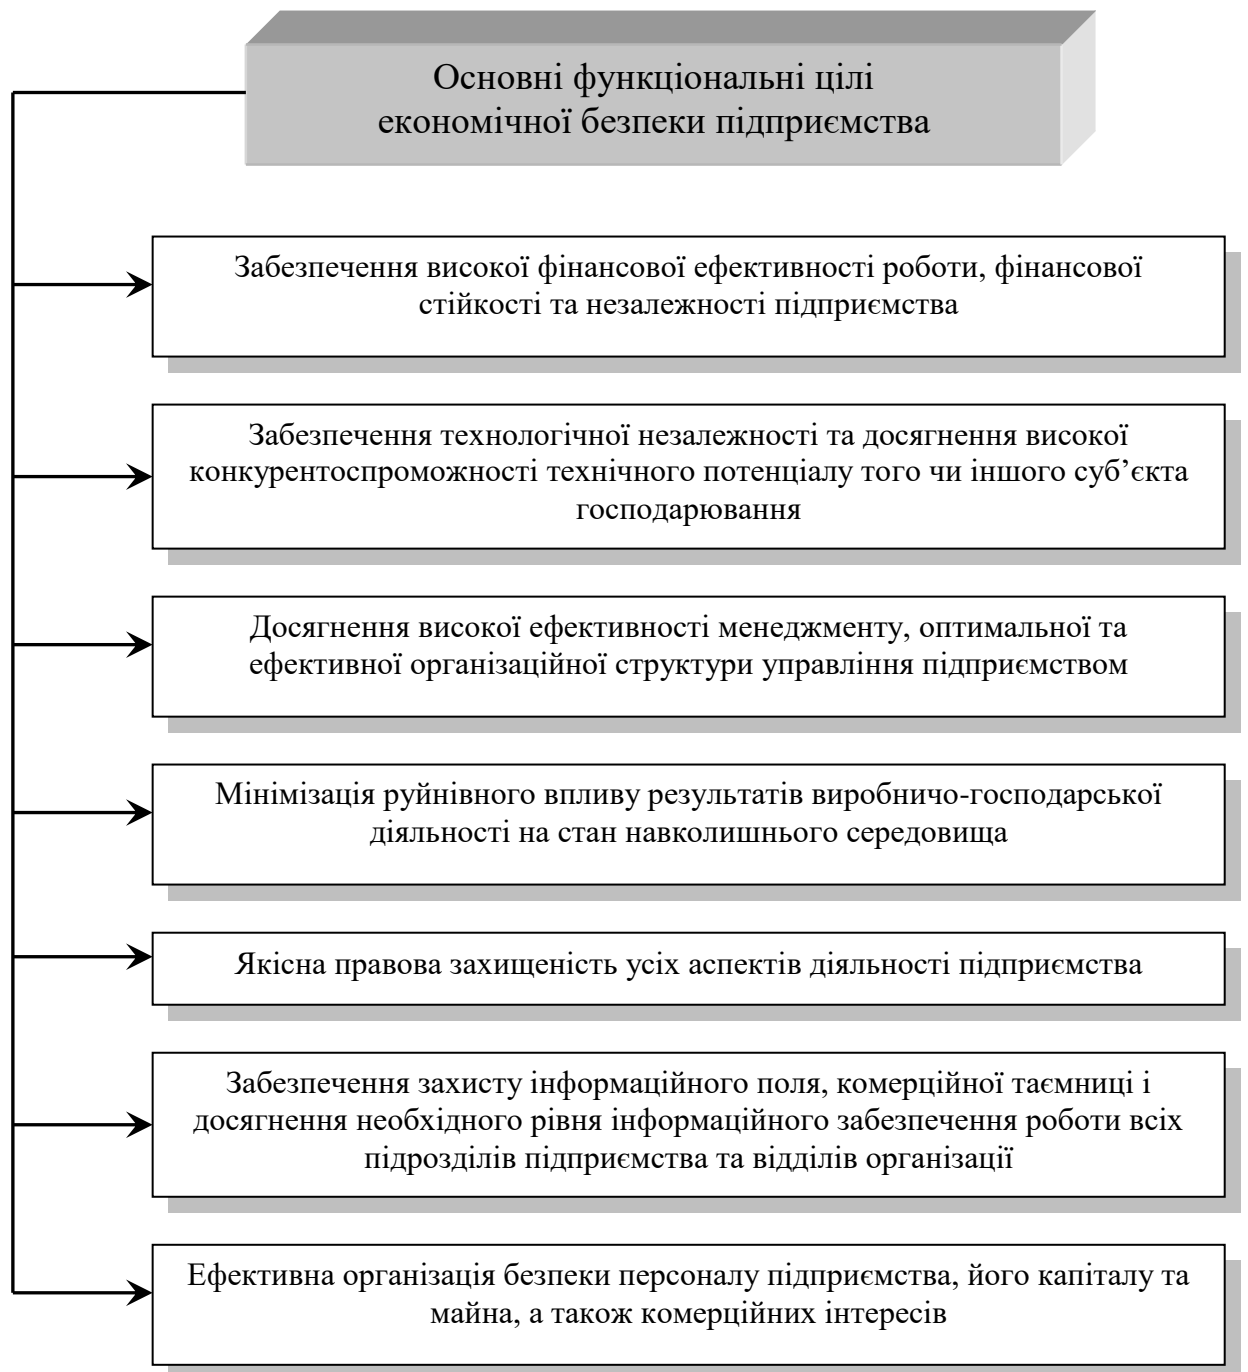 Основні функціональні цілі
економічної безпеки підприємства
Забезпечення високої фінансової ефективності роботи, фінансової
стійкості та незалежності підприємства
Забезпечення технологічної незалежності та досягнення високої
конкурентоспроможності технічного потенціалу того чи іншого суб’єкта
господарювання
Досягнення високої ефективності менеджменту, оптимальної та
ефективної організаційної структури управління підприємством
Мінімізація руйнівного впливу результатів виробничо-господарської
діяльності на стан навколишнього середовища
Якісна правова захищеність усіх аспектів діяльності підприємства
Забезпечення захисту інформаційного поля, комерційної таємниці і
досягнення необхідного рівня інформаційного забезпечення роботи всіх
підрозділів підприємства та відділів організації
Ефективна організація безпеки персоналу підприємства, його капіталу та
майна, а також комерційних інтересів